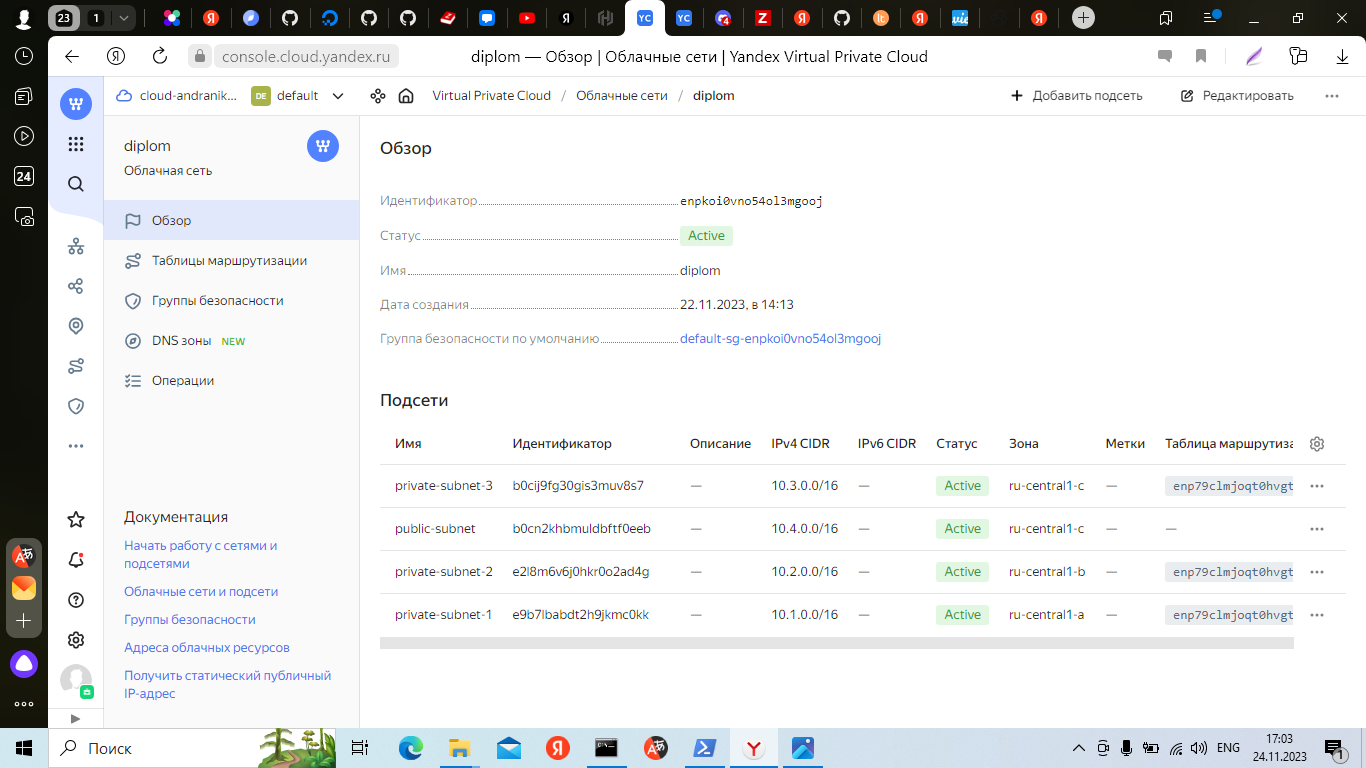 23
1
YC
YC
Z
lt.
vie
console.cloud.yandex.ru
diplom — Обзор | Облачные сети | Yandex Virtual Private Cloud
24
cloud-andranik...
DE
default
Virtual Private Cloud
/
Облачные сети
/
diplom
Добавить подсеть
Редактировать
diplom
Облачная сеть
Обзор
Таблицы маршрутизации
Группы безопасности
DNS зоны NEW
Операции
Документация
Начать работу с сетями и
подсетями
Облачные сети и подсети
Группы безопасности
Адреса облачных ресурсов
Получить статический публичный
IP-адрес
Обзор
Идентификатор enpkoi0vno54ol3mgooj
Статус Active
Имя diplom
Дата создания 22.11.2023, в 14:13
Группа безопасности по умолчанию default-sg-enpkoi0vno54ol3mgooj
Подсети
Имя Идентификатор Описание IPv4 CIDR IPv6 CIDR Статус Зона Метки Таблица маршрутиза
private-subnet-3 b0cij9fg30gis3muv8s7 — 10.3.0.0/16 — Active ru-central1-c — enp79clmjoqt0hvgt
public-subnet b0cn2khbmuldbftf0eeb — 10.4.0.0/16 — Active ru-central1-c — —
private-subnet-2 e2l8m6v6j0hkr0o2ad4g — 10.2.0.0/16 — Active ru-central1-b — enp79clmjoqt0hvgt
private-subnet-1 e9b7lbabdt2h9jkmc0kk — 10.1.0.0/16 — Active ru-central1-a — enp79clmjoqt0hvgt
Поиск
ENG
17:03
24.11.2023
1